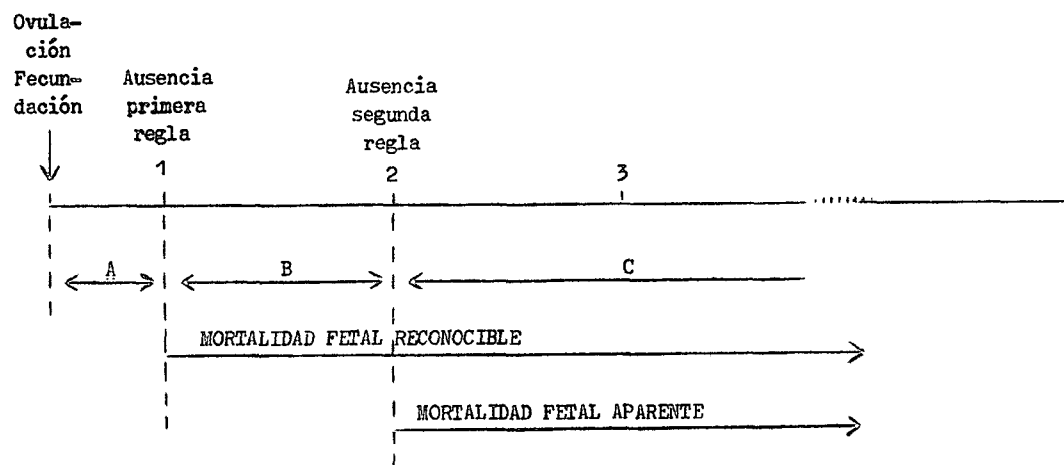 Ovula-
ción
Fecun-
dación
Ausencia
primera
regla
Ausencia
segunda
regla
1
2
3
A
B
C
MORTALIDAD FETAL RECONOCIBLE
MORTALIDAD FETAL APARENTE